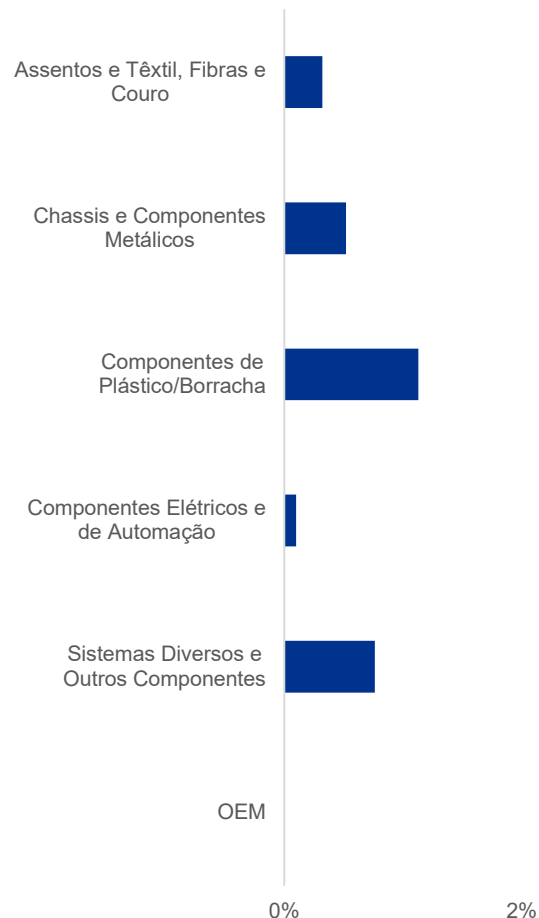 Assentos e Têxtil, Fibras e
Couro
Chassis e Componentes
Metálicos
Componentes de
Plástico/Borracha
Componentes Elétricos e
de Automação
Sistemas Diversos e
Outros Componentes
OEM
0%
2%